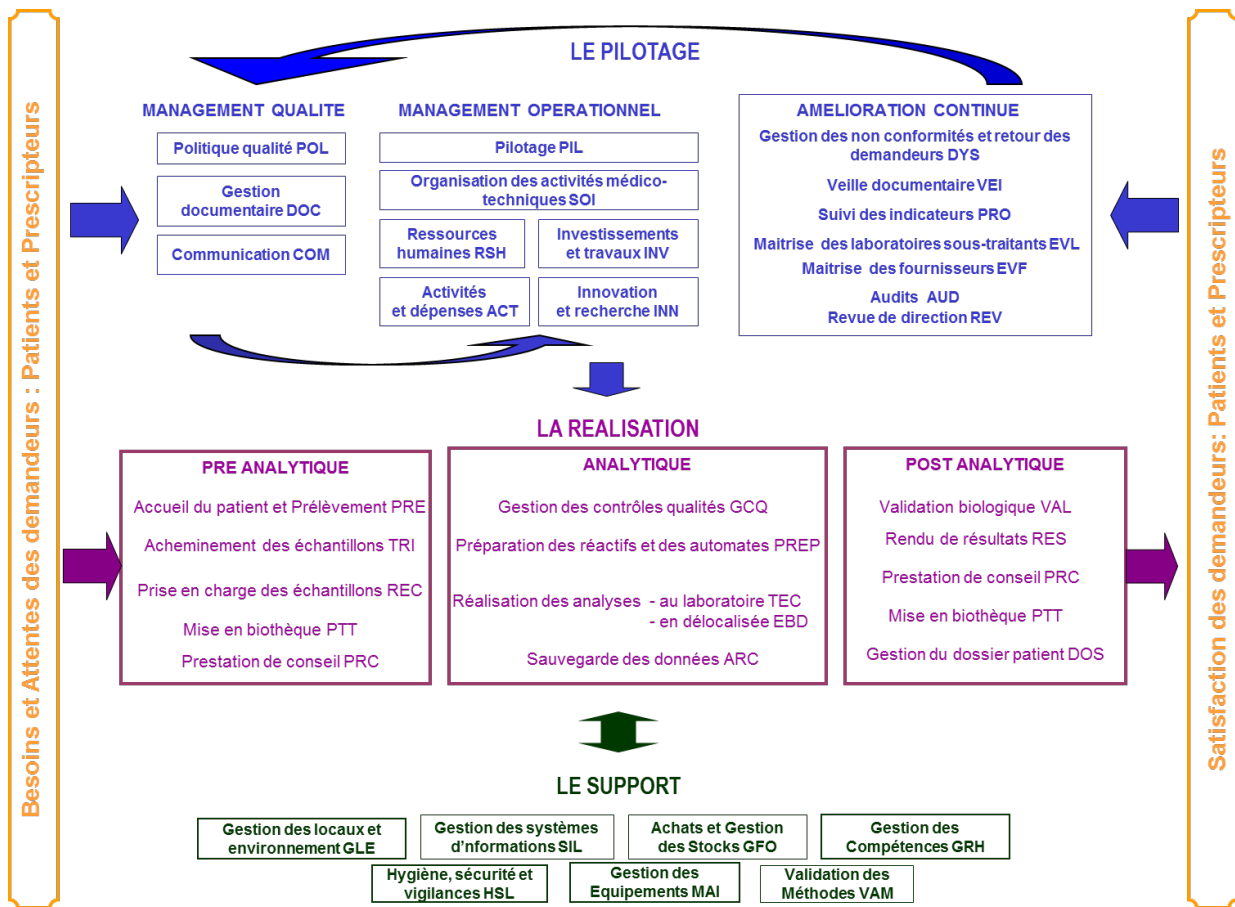 Besoins et Attentes des demandeurs : Patients et Prescripteurs
LE PILOTAGE
MANAGEMENT QUALITE
Politique qualité POL
Gestion
documentaire DOC
Communication COM
MANAGEMENT OPERATIONNEL
Pilotage PIL
Organisation des activités médico-
techniques SOI
Ressources
humaines RSH
Investissements
et travaux INV
Activités
et dépenses ACT
Innovation
et recherche INN
AMELIORATION CONTINUE
Gestion des non conformités et retour des
demandeurs DYS
Veille documentaire VEI
Suivi des indicateurs PRO
Maitrise des laboratoires sous-traitants EVL
Maitrise des fournisseurs EVF
Audits AUD
Revue de direction REV
LA REALISATION
PRE ANALYTIQUE
Accueil du patient et Prélèvement PRE
Acheminement des échantillons TRI
Prise en charge des échantillons REC
Mise en biothèque PTT
Prestation de conseil PRC
ANALYTIQUE
Gestion des contrôles qualités GCQ
Préparation des réactifs et des automates PREP
Réalisation des analyses - au laboratoire TEC
- en délocalisée EBD
Sauvegarde des données ARC
POST ANALYTIQUE
Validation biologique VAL
Rendu de résultats RES
Prestation de conseil PRC
Mise en biothèque PTT
Gestion du dossier patient DOS
LE SUPPORT
Gestion des locaux et
environnement GLE
Gestion des systèmes
d'nformations SIL
Achats et Gestion
des Stocks GFO
Gestion des
Compétences GRH
Hygiène, sécurité et
vigilances HSL
Gestion des
Equipements MAI
Validation des
Méthodes VAM
Satisfaction des demandeurs: Patients et Prescripteurs